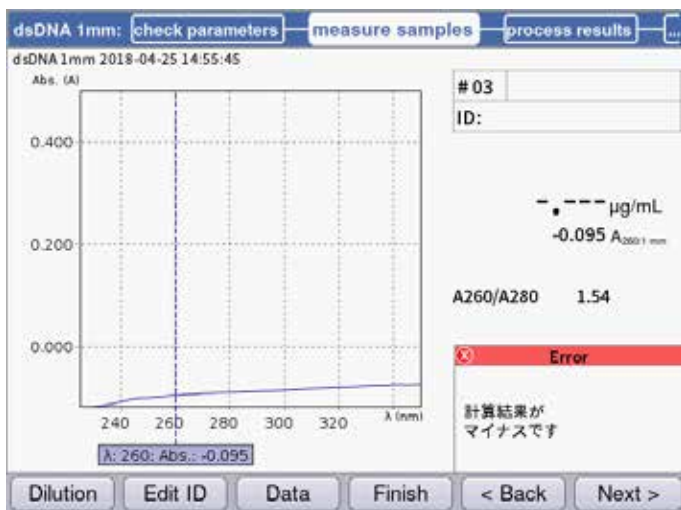 dsDNA 1mm: check parameters measure samples process results ...
dsDNA 1mm 2018-04-25 14:55:45
Abs. (A)
0.400
0.200
0.000
240 260 280 300 320 λ (nm)
λ: 260: Abs.: -0.095
# 03
ID:
-.--- µg/mL
-0.095 A260/1 mm
A260/A280 1.54
Error
計算結果が
マイナスです
Dilution Edit ID Data Finish < Back Next >